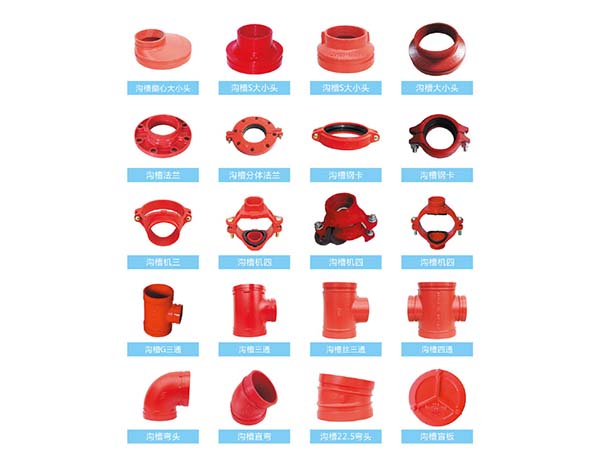 沟槽偏心大小头
沟槽S大小头
沟槽S大小头
沟槽大小头
沟槽法兰
沟槽分体法兰
沟槽钢卡
沟槽钢卡
沟槽机三
沟槽机四
沟槽机四
沟槽机四
沟槽G三通
沟槽三通
沟槽丝三通
沟槽四通
沟槽弯头
沟槽直弯
沟槽22.5弯头
沟槽盲板